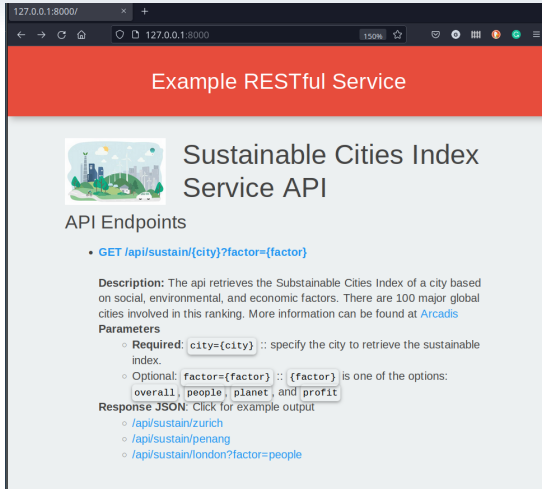 127.0.0.1:8000/
127.0.0.1:8000
150%
Example RESTful Service
Sustainable Cities Index
Service API
API Endpoints
GET /api/sustain/{city}?factor={factor}
Description: The api retrieves the Substainable Cities Index of a city based
on social, environmental, and economic factors. There are 100 major global
cities involved in this ranking. More information can be found at Arcadis
Parameters
Required: city={city} :: specify the city to retrieve the sustainable
index.
Optional: factor={factor} :: {factor} is one of the options:
overall, people, planet, and profit
Response JSON: Click for example output
/api/sustain/zurich
/api/sustain/penang
/api/sustain/london?factor=people